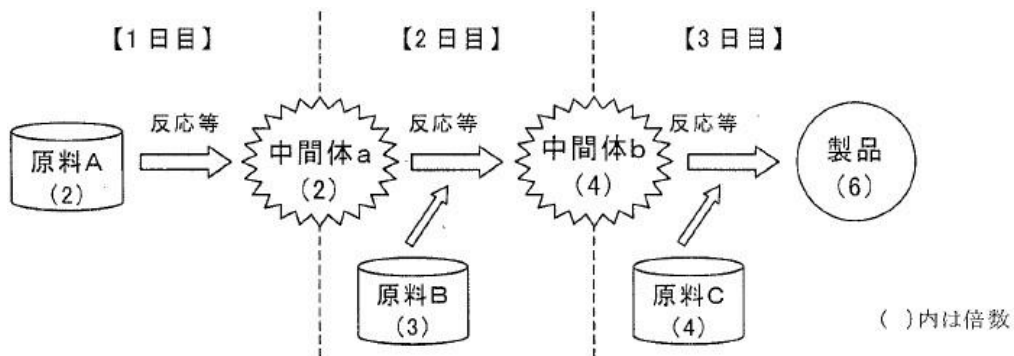 【1日目】
【2日目】
【3日目】
原料A
(2)
反応等
中間体a
(2)
反応等
中間体b
(4)
反応等
製品
(6)
原料B
(3)
原料C
(4)
( )内は倍数